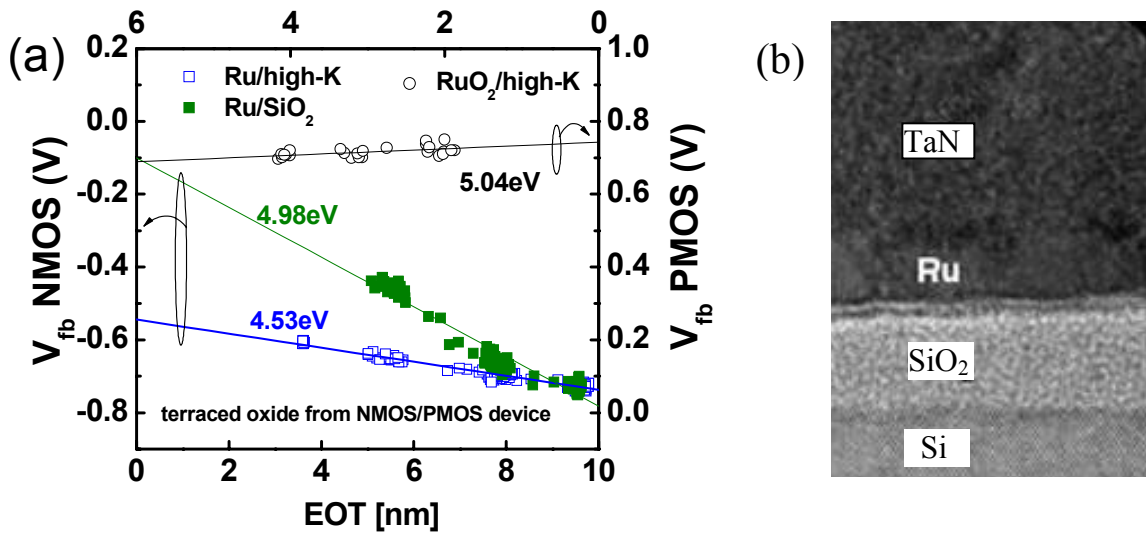 (a)
6 4 2 0
0.2 1.0
Ru/high-K
RuO₂/high-K
Ru/SiO₂
0.0 0.8
5.04eV
-0.2 0.6
4.98eV
-0.4 0.4
4.53eV
-0.6 0.2
-0.8 0.0
terraced oxide from NMOS/PMOS device
0 2 4 6 8 10
EOT [nm]
V_fb NMOS (V)
V_fb PMOS (V)
(b)
TaN
Ru
SiO₂
Si